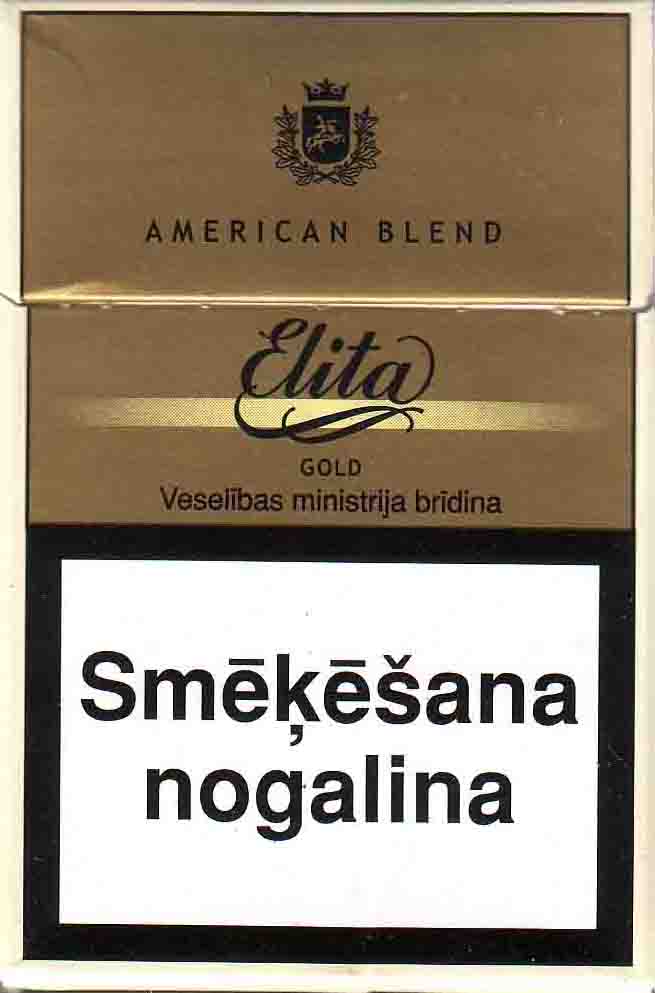 AMERICAN BLEND
Elita
GOLD
Veselības ministrija brīdina
Smēķēšana
nogalina